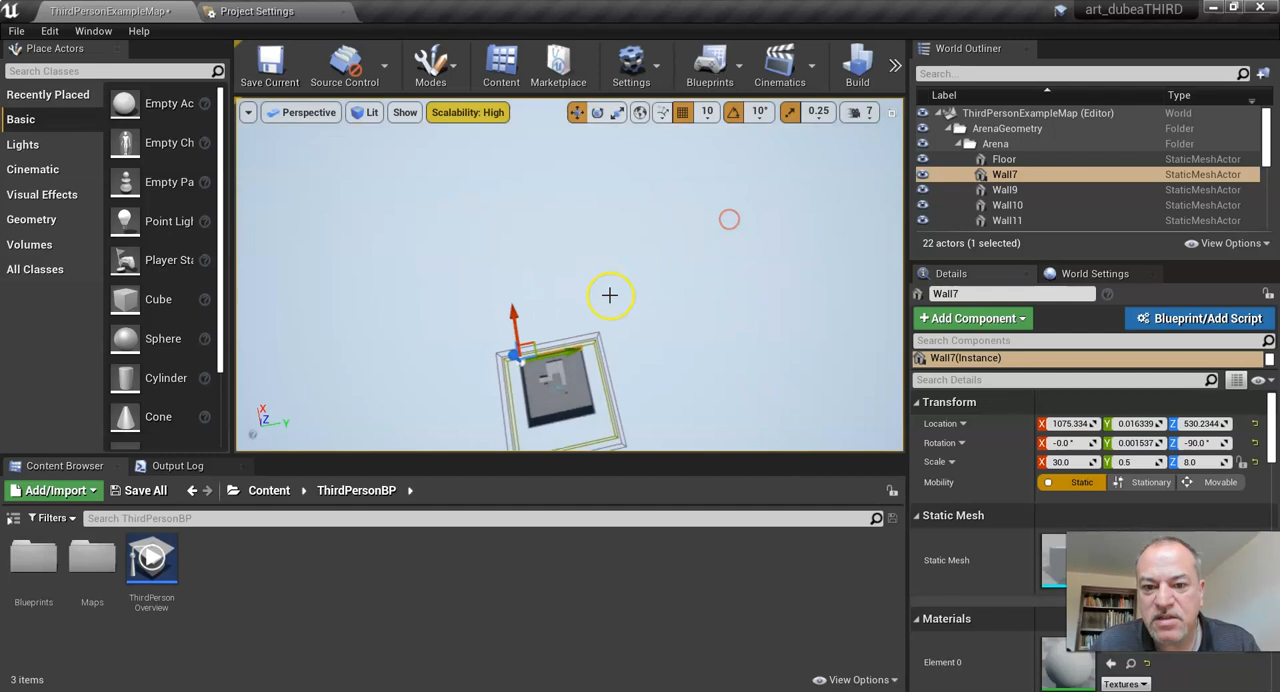 ThirdPersonExampleMap•
Project Settings
art_dubeaTHIRD
File Edit Window Help
Place Actors
Search Classes
Recently Placed
Basic
Lights
Cinematic
Visual Effects
Geometry
Volumes
All Classes
Empty Ac
Empty Ch
Empty Pa
Point Ligh
Player Sta
Cube
Sphere
Cylinder
Cone
Save Current
Source Control
Modes
Content
Marketplace
Settings
Blueprints
Cinematics
Build
Perspective
Lit
Show
Scalability: High
10
10°
0.25
7
X
Z
Y
World Outliner
Search...
Label Type
ThirdPersonExampleMap (Editor) World
ArenaGeometry Folder
Arena Folder
Floor StaticMeshActor
Wall7 StaticMeshActor
Wall9 StaticMeshActor
Wall10 StaticMeshActor
Wall11 StaticMeshActor
22 actors (1 selected)
View Options
Details
World Settings
Wall7
+Add Component
Blueprint/Add Script
Search Components
Wall7(Instance)
Search Details
Transform
Location X 1075.334 Y 0.016339 Z 530.2344
Rotation X -0.0 ° Y 0.001537 Z -90.0 °
Scale X 30.0 Y 0.5 Z 8.0
Mobility Static Stationary Movable
Static Mesh
Static Mesh
Materials
Element 0
Textures
Content Browser
Output Log
Add/Import
Save All
Content
ThirdPersonBP
Filters
Search ThirdPersonBP
Blueprints
Maps
ThirdPerson
Overview
3 items
View Options